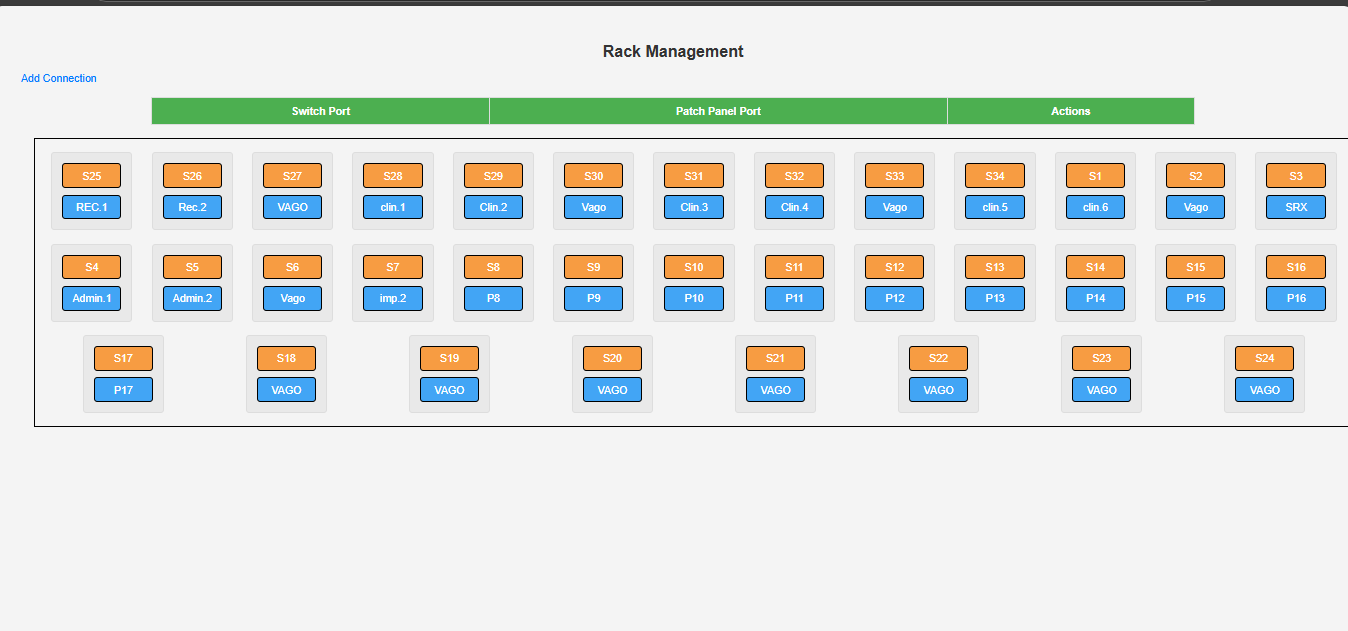 Rack Management
Add Connection
Switch Port Patch Panel Port Actions
S25 S26 S27 S28 S29 S30 S31 S32 S33 S34 S1 S2 S3
REC.1 Rec.2 VAGO clin.1 Clin.2 Vago Clin.3 Clin.4 Vago clin.5 clin.6 Vago SRX
S4 S5 S6 S7 S8 S9 S10 S11 S12 S13 S14 S15 S16
Admin.1 Admin.2 Vago imp.2 P8 P9 P10 P11 P12 P13 P14 P15 P16
S17 S18 S19 S20 S21 S22 S23 S24
P17 VAGO VAGO VAGO VAGO VAGO VAGO VAGO